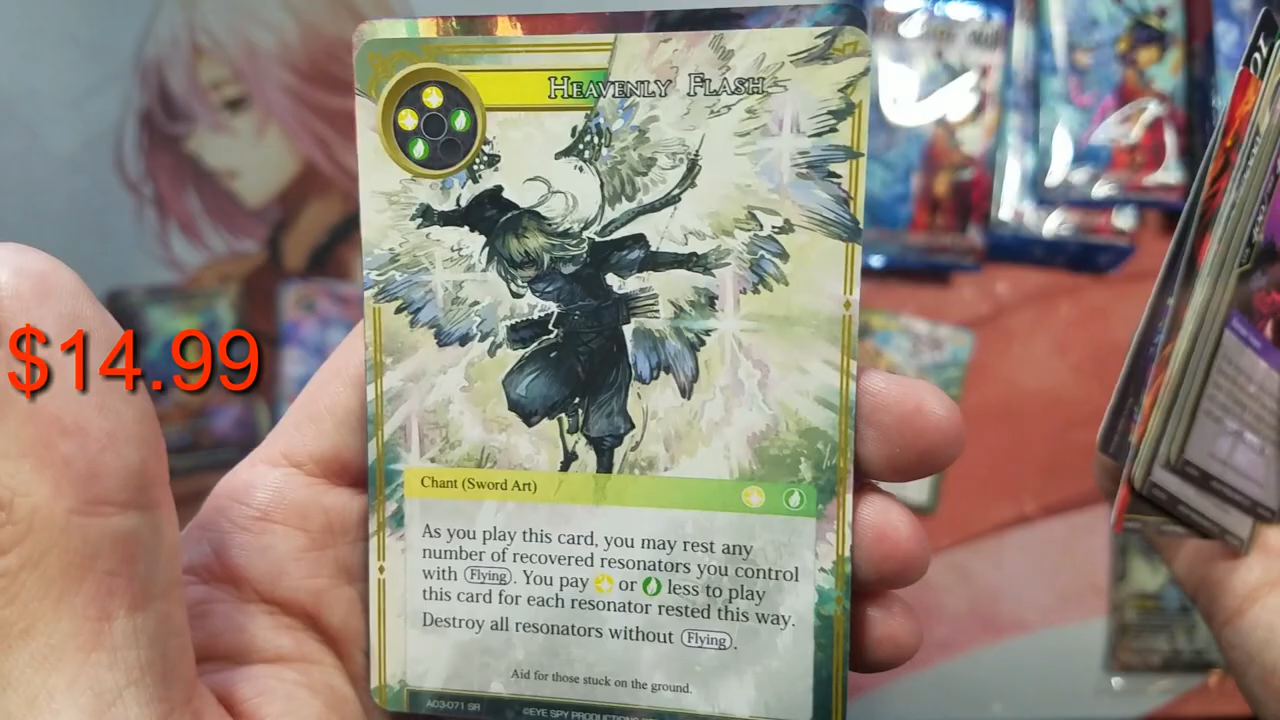 HEAVENLY FLASH
$14.99
Chant (Sword Art)
As you play this card, you may rest any
number of recovered resonators you control
with Flying. You pay or less to play
this card for each resonator rested this way.
Destroy all resonators without Flying.
Aid for those stuck on the ground.
A03-071 SR
©EYE SPY PRODUCTIONS